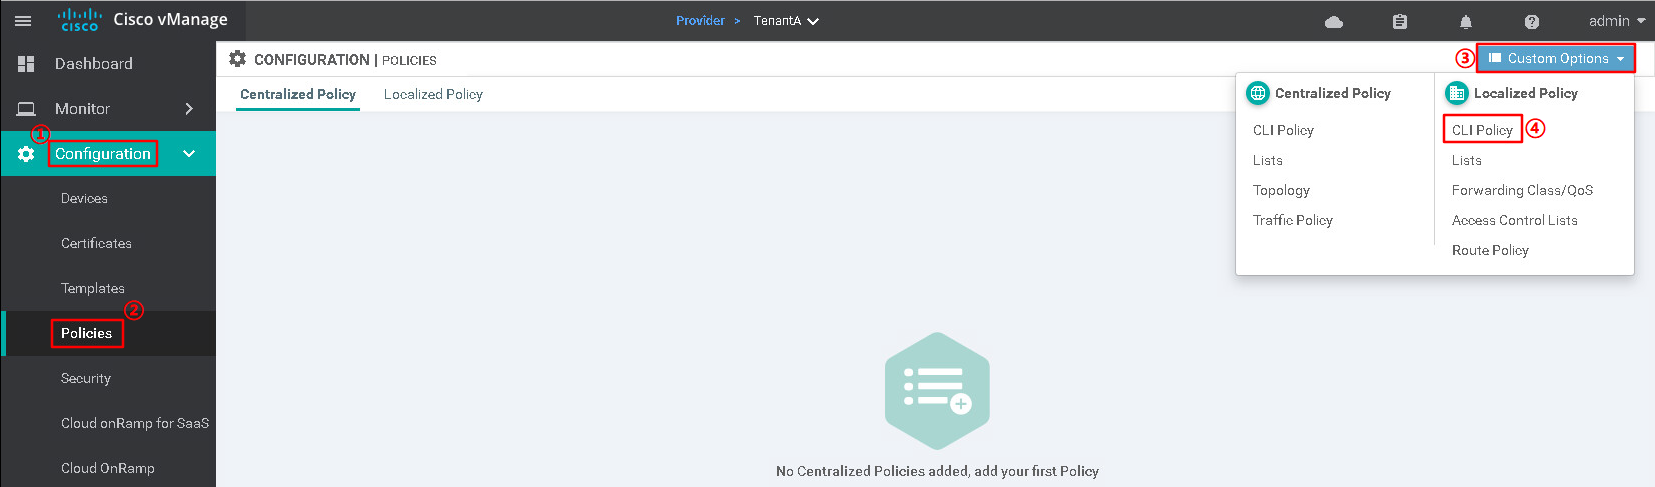 CISCO Cisco vManage
Provider > TenantA
admin
Dashboard
Monitor
① Configuration
Devices
Certificates
Templates
② Policies
Security
Cloud onRamp for SaaS
Cloud OnRamp
CONFIGURATION | POLICIES
③ Custom Options
Centralized Policy Localized Policy
Centralized Policy
CLI Policy
Lists
Topology
Traffic Policy
Localized Policy
CLI Policy ④
Lists
Forwarding Class/QoS
Access Control Lists
Route Policy
No Centralized Policies added, add your first Policy